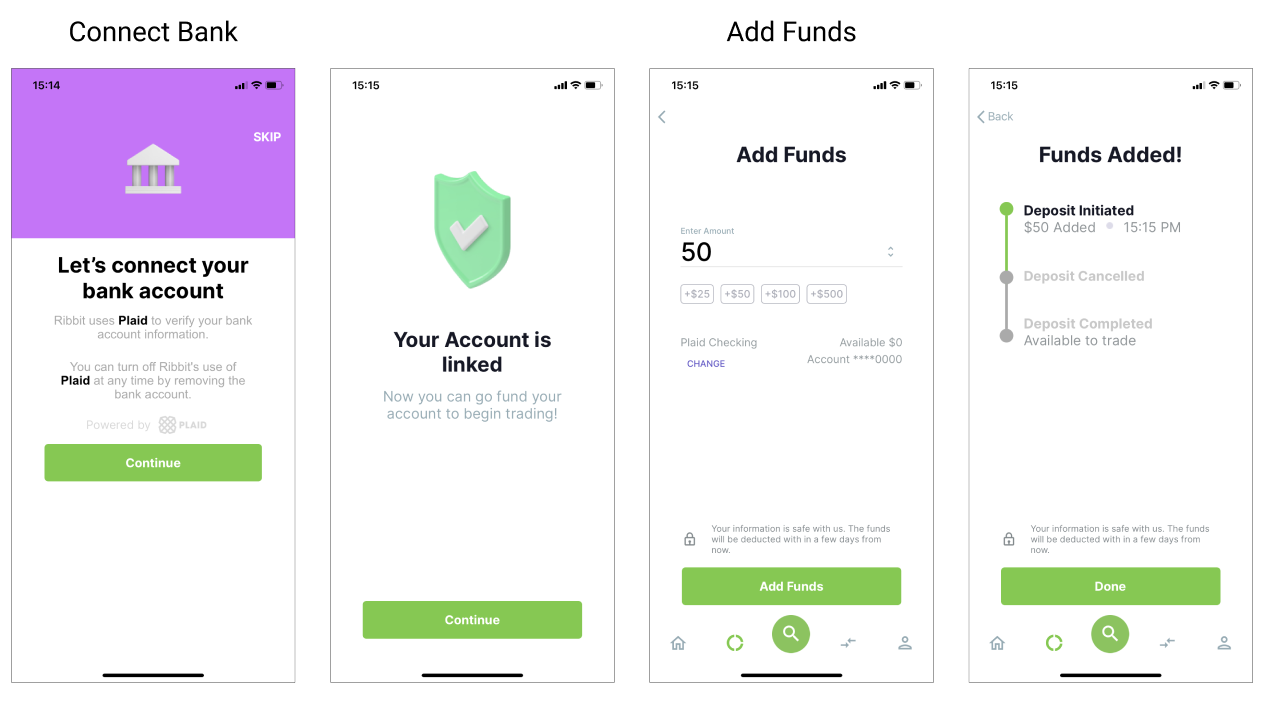 Connect Bank
Add Funds
15:14
SKIP
Let's connect your
bank account
Ribbit uses Plaid to verify your bank
account information.
You can turn off Ribbit's use of
Plaid at any time by removing the
bank account.
Powered by PLAID
Continue
15:15
Your Account is
linked
Now you can go fund your
account to begin trading!
Continue
15:15
Add Funds
Enter Amount
50
+$25 +$50 +$100 +$500
Plaid Checking Available $0
CHANGE Account ****0000
Your information is safe with us. The funds
will be deducted with in a few days from
now.
Add Funds
15:15
Back
Funds Added!
Deposit Initiated
$50 Added 15:15 PM
Deposit Cancelled
Deposit Completed
Available to trade
Your information is safe with us. The funds
will be deducted with in a few days from
now.
Done